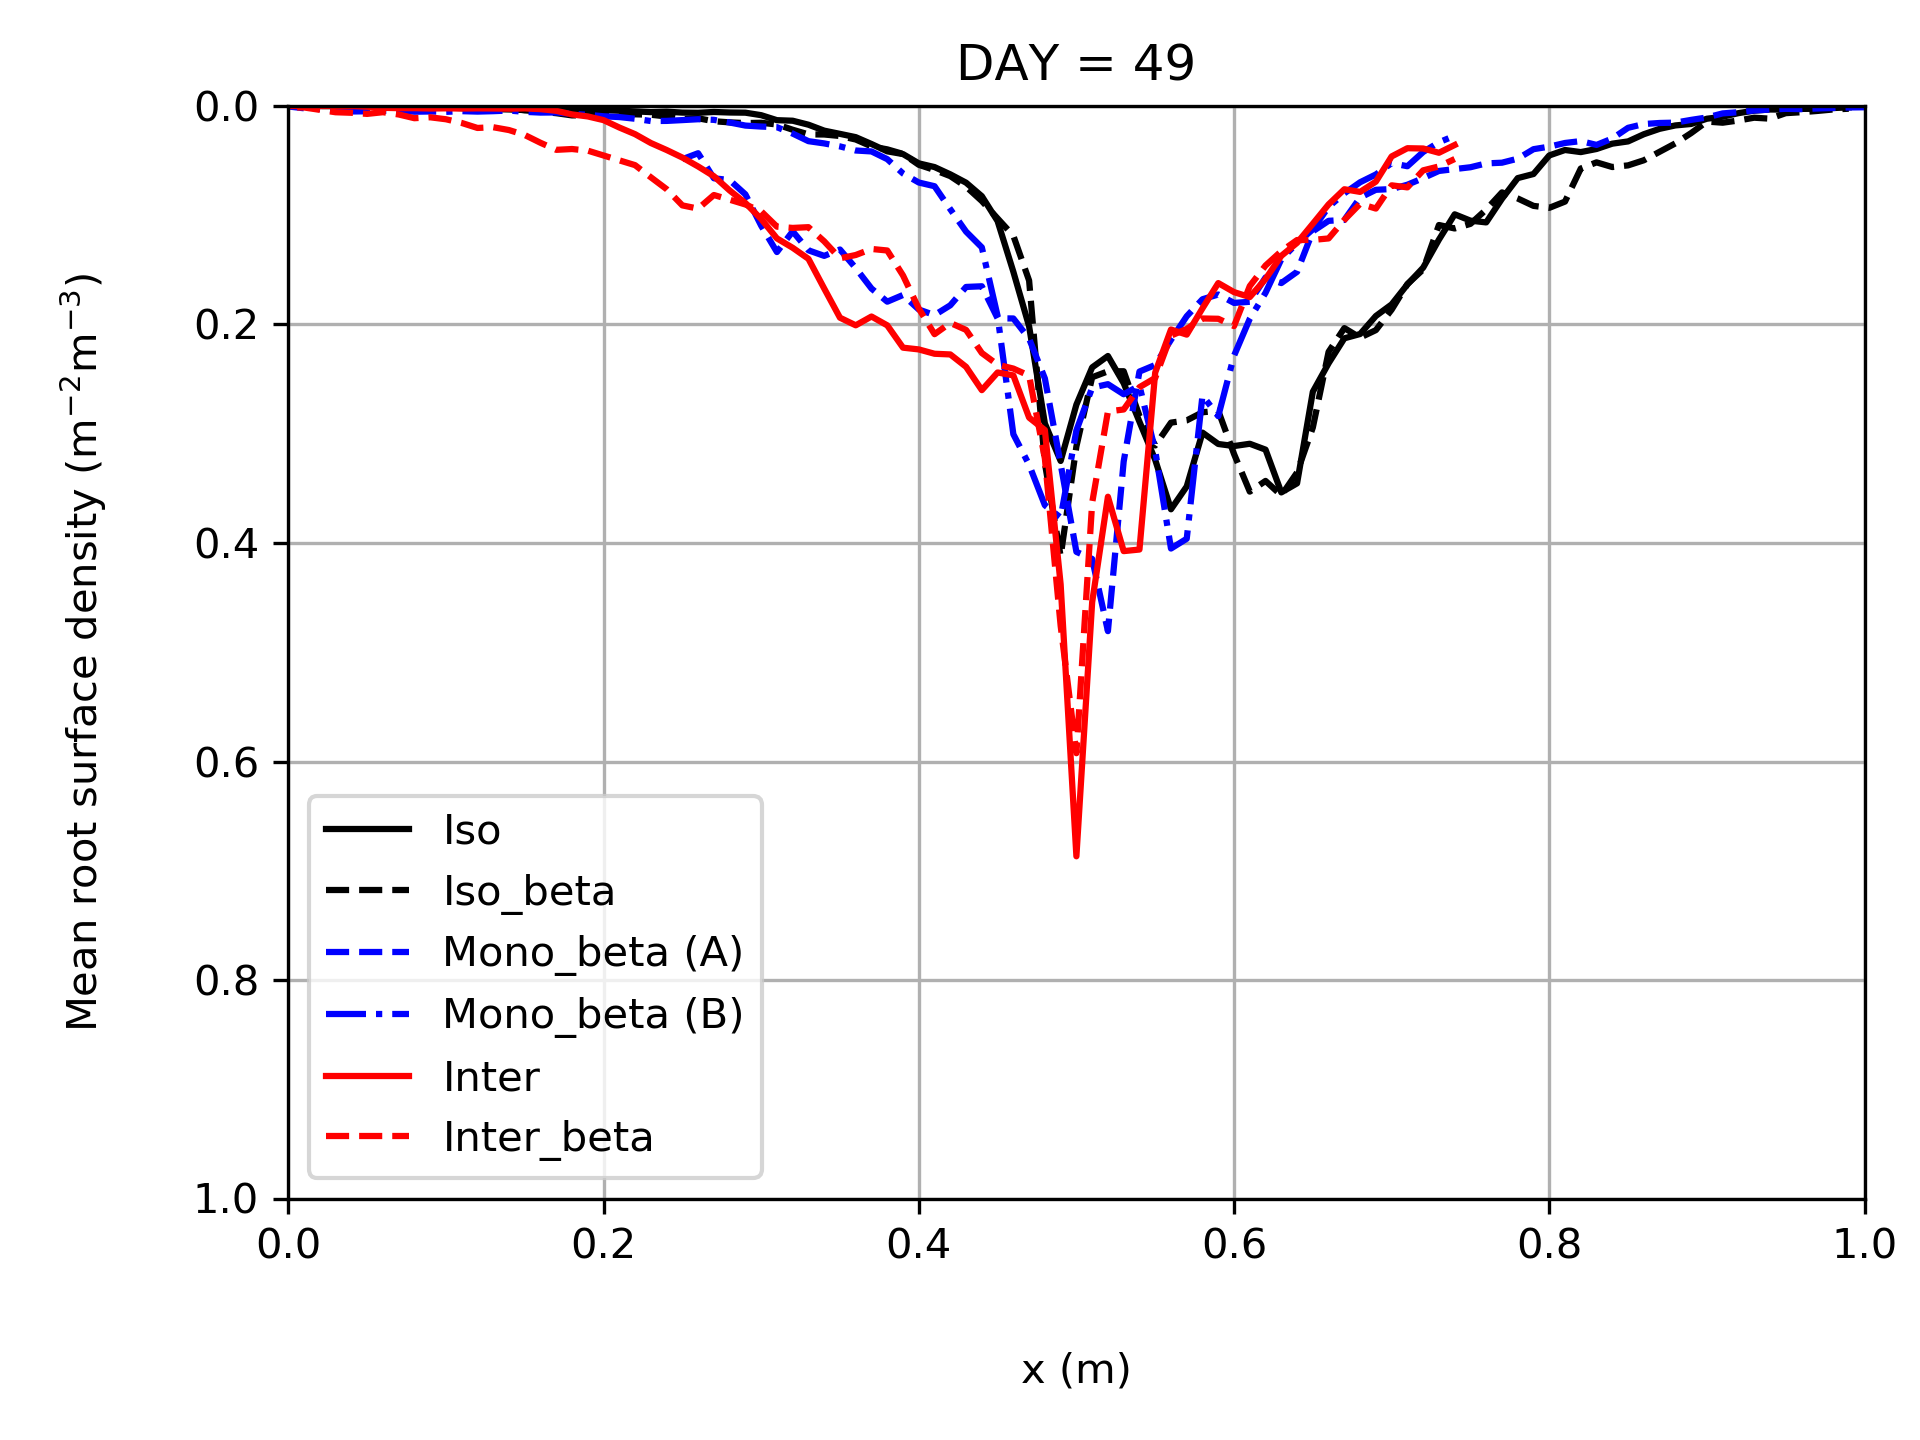 DAY = 49
0.0
0.2
0.4
0.6
0.8
1.0
Mean root surface density (m⁻²m⁻³)
Iso
Iso_beta
Mono_beta (A)
Mono_beta (B)
Inter
Inter_beta
0.0 0.2 0.4 0.6 0.8 1.0
x (m)